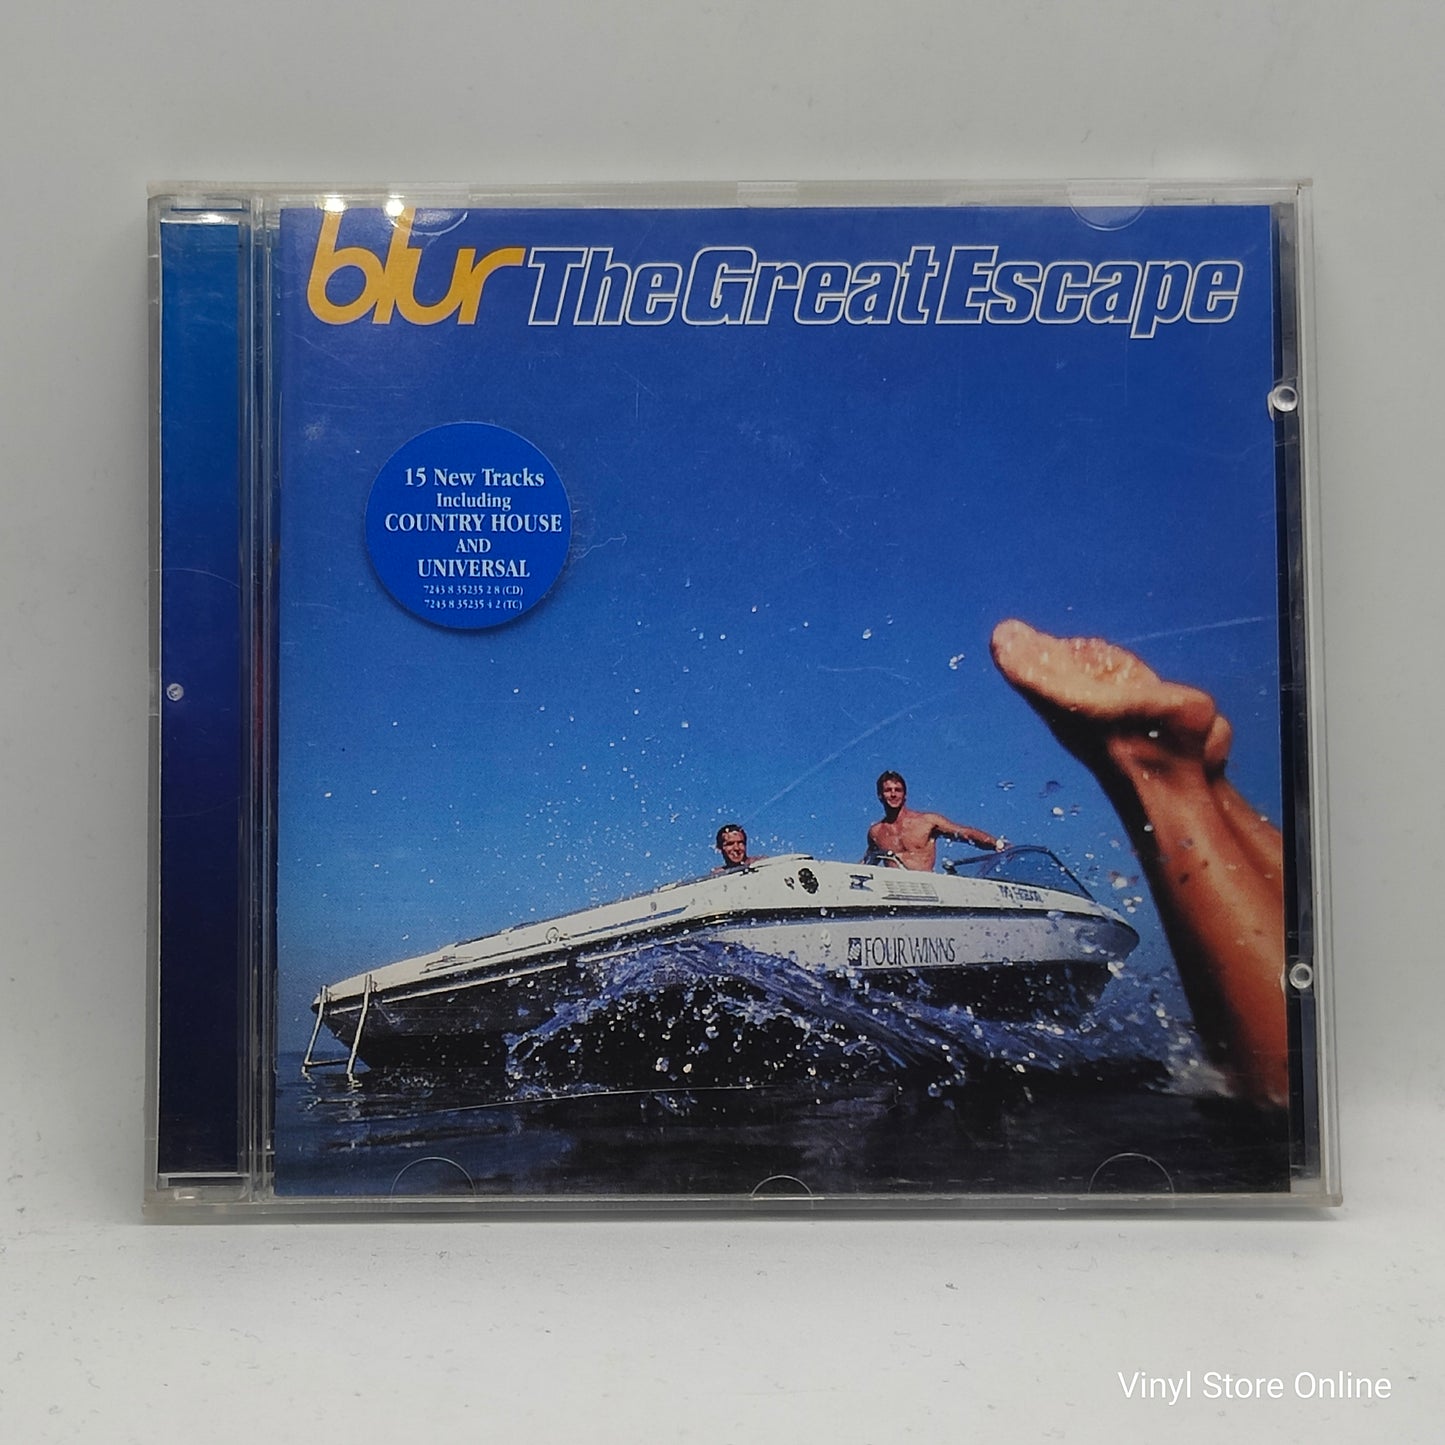 blur The Great Escape
15 New Tracks
Including
COUNTRY HOUSE
AND
UNIVERSAL
7243 8 35235 2 8 (CD)
7243 8 35235 4 2 (TC)
FOUR WINNS
Vinyl Store Online